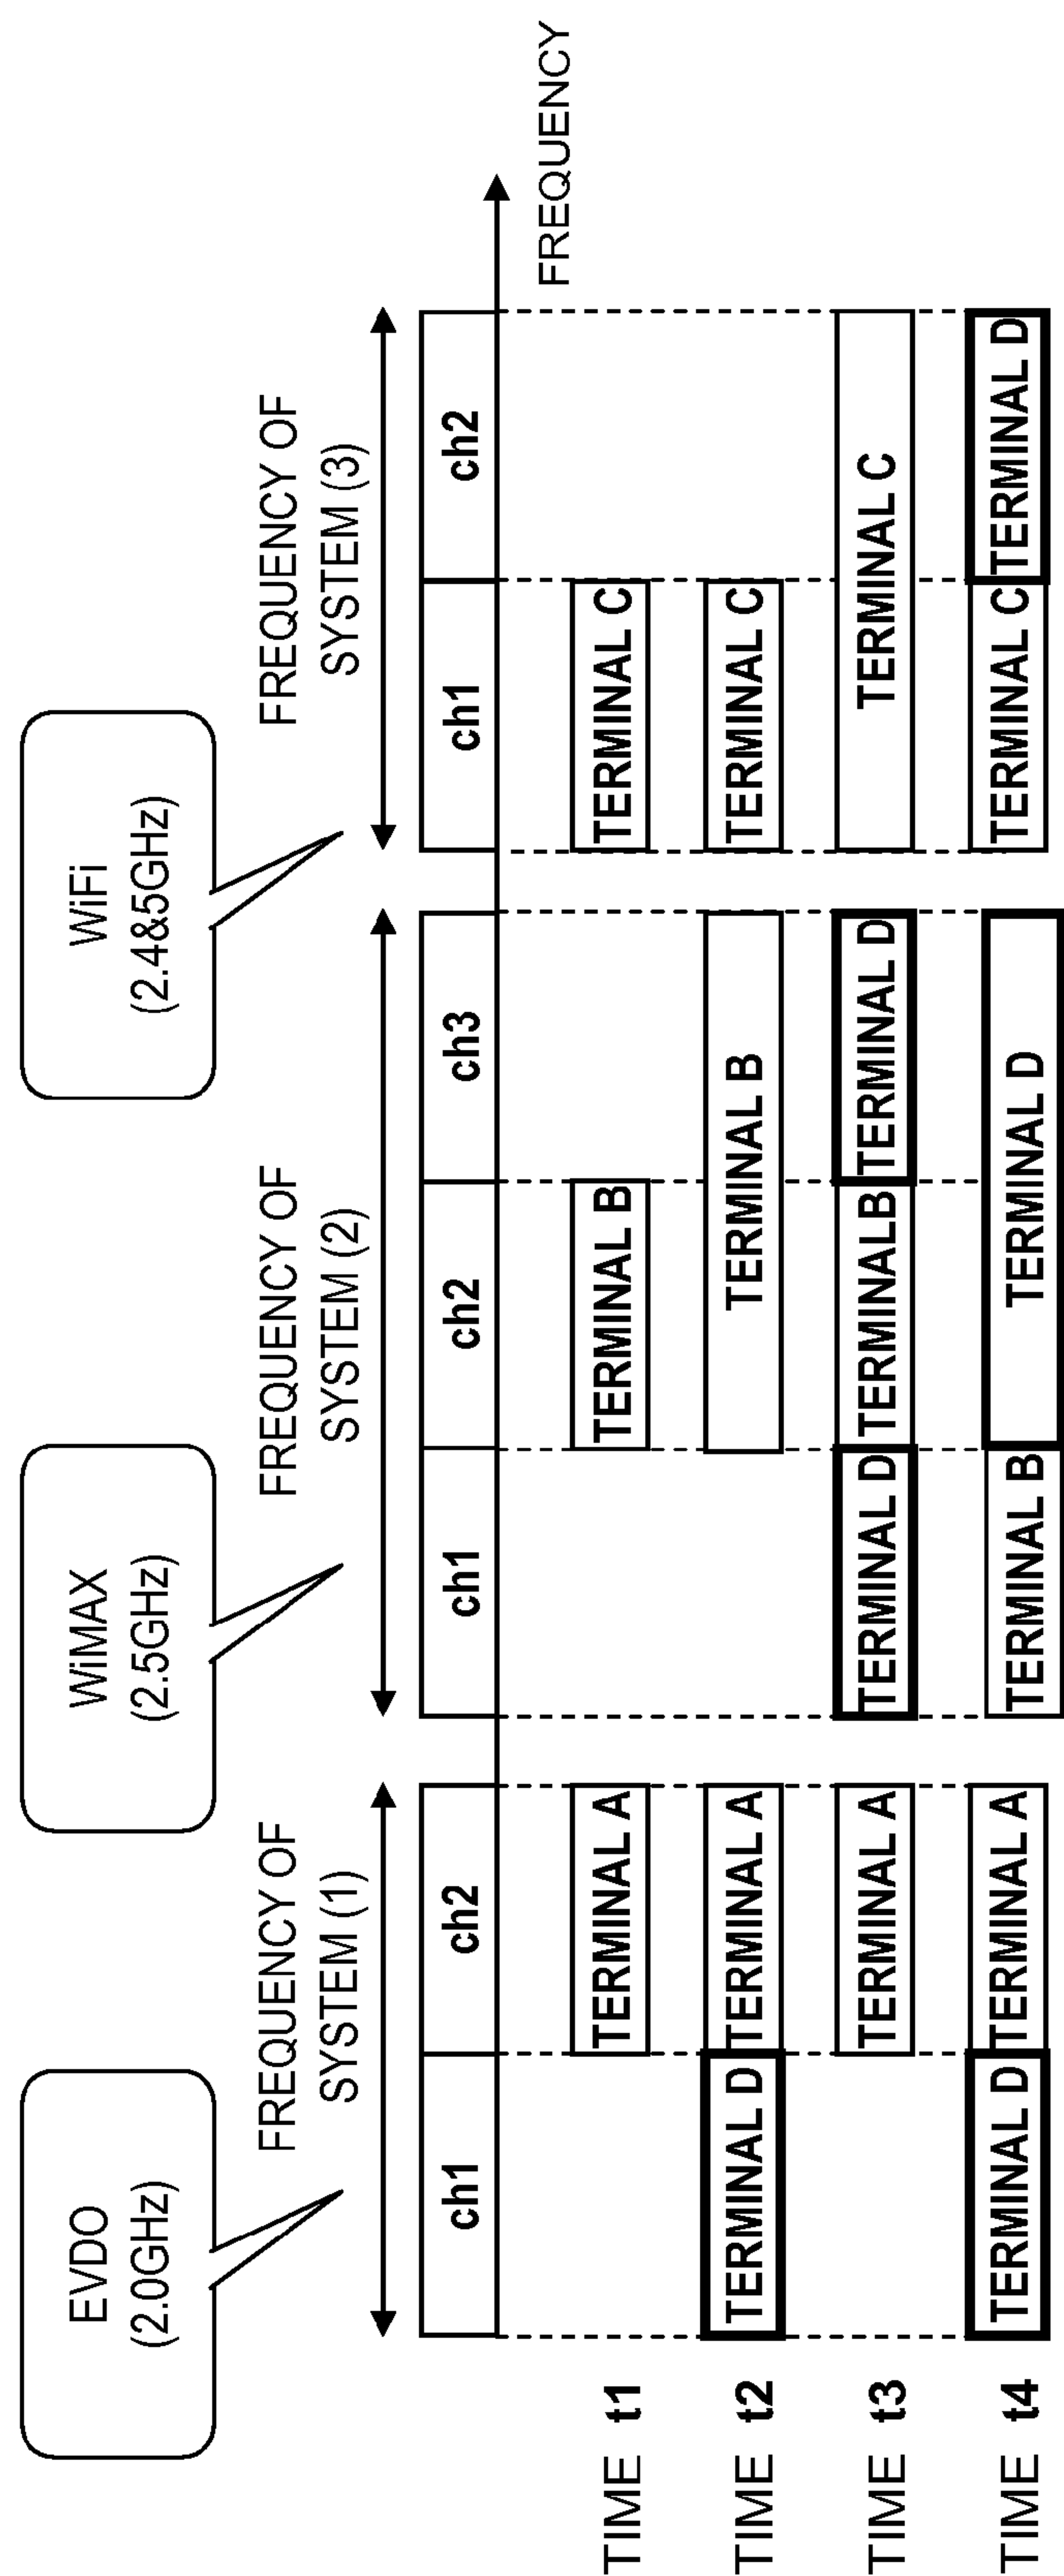 EVDO
(2.0GHz)
WiMAX
(2.5GHz)
WiFi
(2.4&5GHz)
FREQUENCY OF
SYSTEM (1)
FREQUENCY OF
SYSTEM (2)
FREQUENCY OF
SYSTEM (3)
ch1
ch2
ch1
ch2
ch3
ch1
ch2
FREQUENCY
TIME t1
TERMINAL A
TERMINAL B
TERMINAL C
TIME t2
TERMINAL D
TERMINAL A
TERMINAL B
TERMINAL C
TIME t3
TERMINAL A
TERMINAL D
TERMINALB
TERMINAL D
TERMINAL C
TIME t4
TERMINAL D
TERMINAL A
TERMINAL B
TERMINAL D
TERMINAL C
TERMINAL D